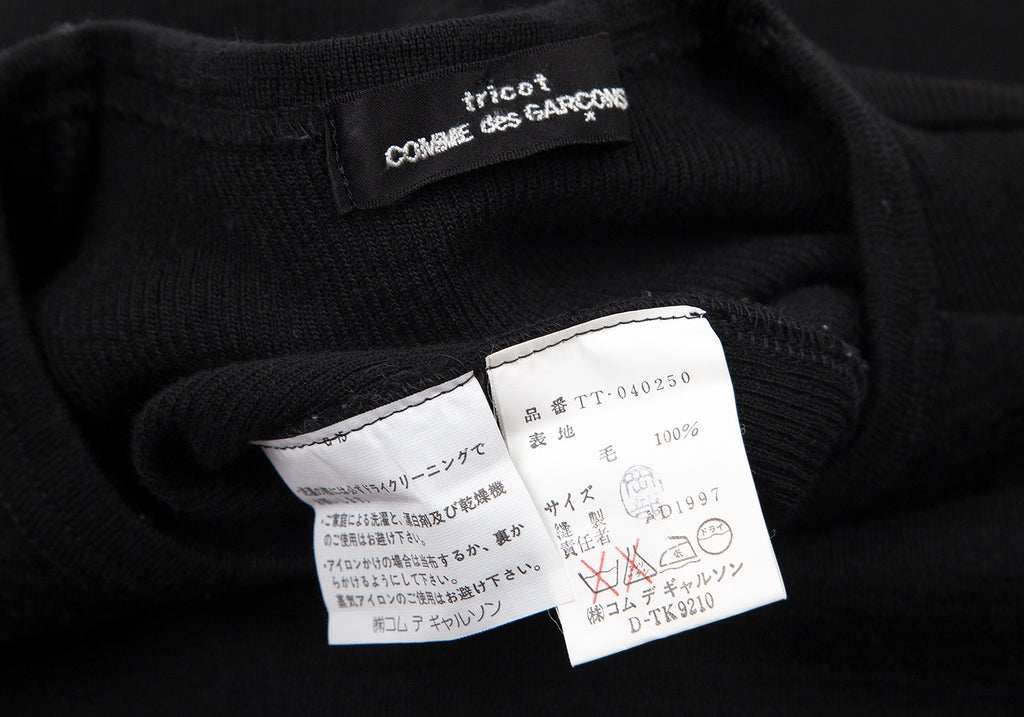 tricot
COMME des GARCONS
ドライクリーニングで
・ご家庭による洗濯と、漂白剤及び乾燥機
のご使用はお避け下さい。
・アイロンかけの場合は当布するか、裏か
らかけるようにして下さい。
蒸気アイロンのご使用はお避け下さい。
㈱コム デ ギャルソン
品番 TT-040250
表地
毛 100%
サイズ
縫製 AD1997
責任者
低 ドライ
㈱コム デ ギャルソン
D-TK9210